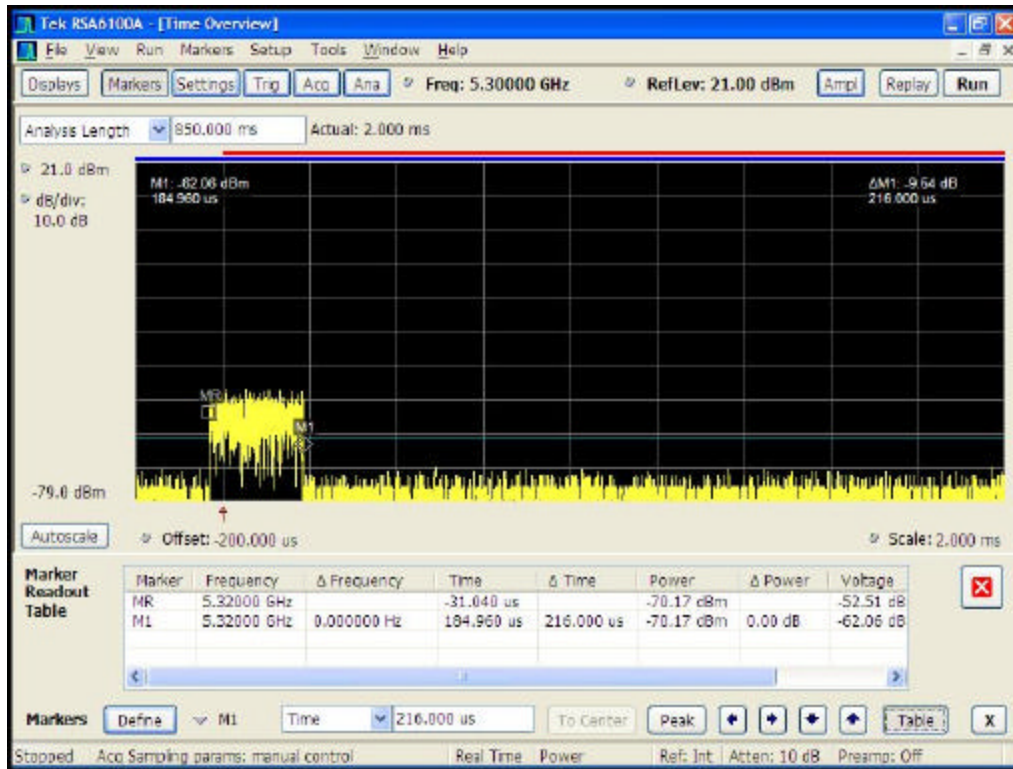 Tek RSA6100A - [Time Overview]
File View Run Markers Setup Tools Window Help
Displays Markers Settings Trig Acq Ana Freq: 5.30000 GHz RefLev: 21.00 dBm Ampl Replay Run
Analysis Length 850.000 ms Actual: 2.000 ms
21.0 dBm
dB/div:
10.0 dB
M1: -62.06 dBm
184.960 us
ΔM1: -9.54 dB
216.000 us
MR
M1
-79.0 dBm
Autoscale Offset: -200.000 us Scale: 2.000 ms
Marker Readout Table
Marker Frequency Δ Frequency Time Δ Time Power Δ Power Voltage
MR 5.32000 GHz -31.040 us -70.17 dBm -52.51 dB
M1 5.32000 GHz 0.000000 Hz 184.960 us 216.000 us -70.17 dBm 0.00 dB -62.06 dB
Markers Define M1 Time 216.000 us To Center Peak Table X
Stopped Acq Sampling params: manual control Real Time Power Ref: Int Atten: 10 dB Preamp: Off